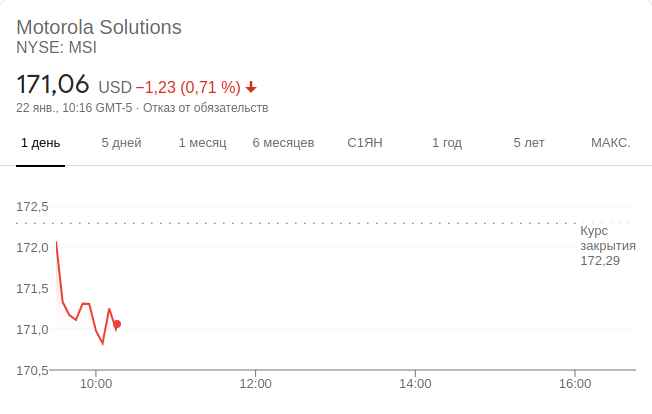 Motorola Solutions
NYSE: MSI
171,06 USD −1,23 (0,71 %)
22 янв., 10:16 GMT-5 · Отказ от обязательств
1 день 5 дней 1 месяц 6 месяцев С1ЯН 1 год 5 лет МАКС.
172,5
Курс
закрытия
172,29
172,0
171,5
171,0
170,5
10:00 12:00 14:00 16:00